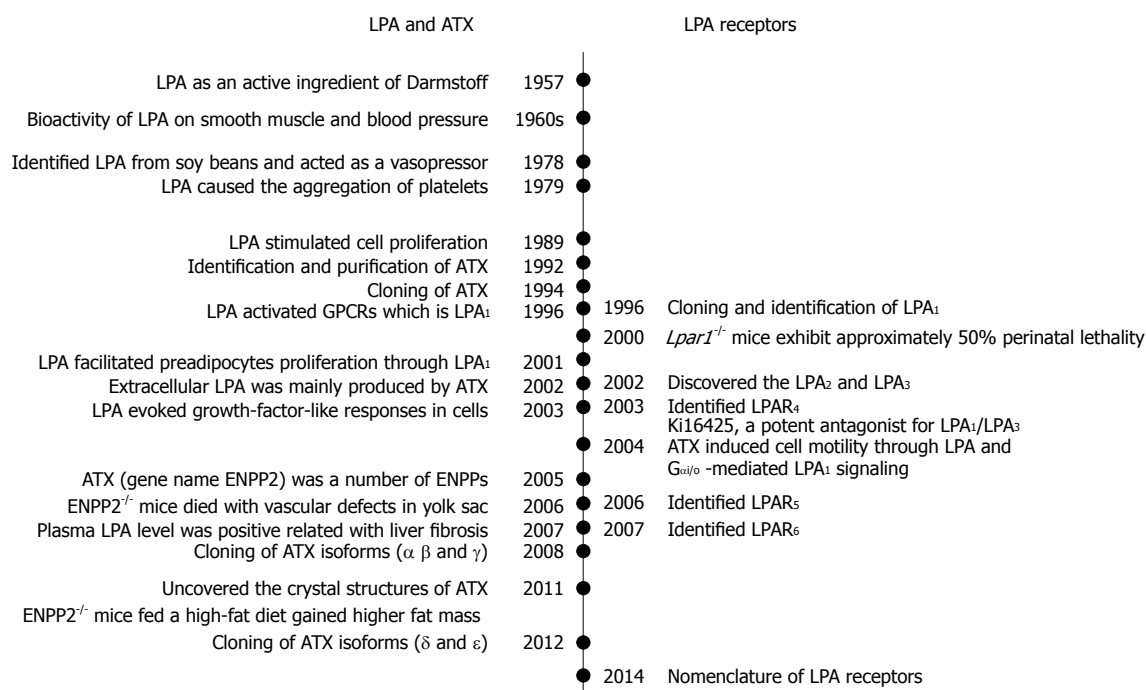 LPA and ATX LPA receptors
LPA as an active ingredient of Darmstoff 1957
Bioactivity of LPA on smooth muscle and blood pressure 1960s
Identified LPA from soy beans and acted as a vasopressor 1978
LPA caused the aggregation of platelets 1979
LPA stimulated cell proliferation 1989
Identification and purification of ATX 1992
Cloning of ATX 1994
LPA activated GPCRs which is LPA₁ 1996 1996 Cloning and identification of LPA₁
2000 Lpar1⁻/⁻ mice exhibit approximately 50% perinatal lethality
LPA facilitated preadipocytes proliferation through LPA₁ 2001
Extracellular LPA was mainly produced by ATX 2002 2002 Discovered the LPA₂ and LPA₃
LPA evoked growth-factor-like responses in cells 2003 2003 Identified LPAR₄
Ki16425, a potent antagonist for LPA₁/LPA₃
2004 ATX induced cell motility through LPA and
Gαi/o -mediated LPA₁ signaling
ATX (gene name ENPP2) was a number of ENPPs 2005
ENPP2⁻/⁻ mice died with vascular defects in yolk sac 2006 2006 Identified LPAR₅
Plasma LPA level was positive related with liver fibrosis 2007 2007 Identified LPAR₆
Cloning of ATX isoforms (α β and γ) 2008
Uncovered the crystal structures of ATX 2011
ENPP2⁻/⁻ mice fed a high-fat diet gained higher fat mass
Cloning of ATX isoforms (δ and ε) 2012
2014 Nomenclature of LPA receptors